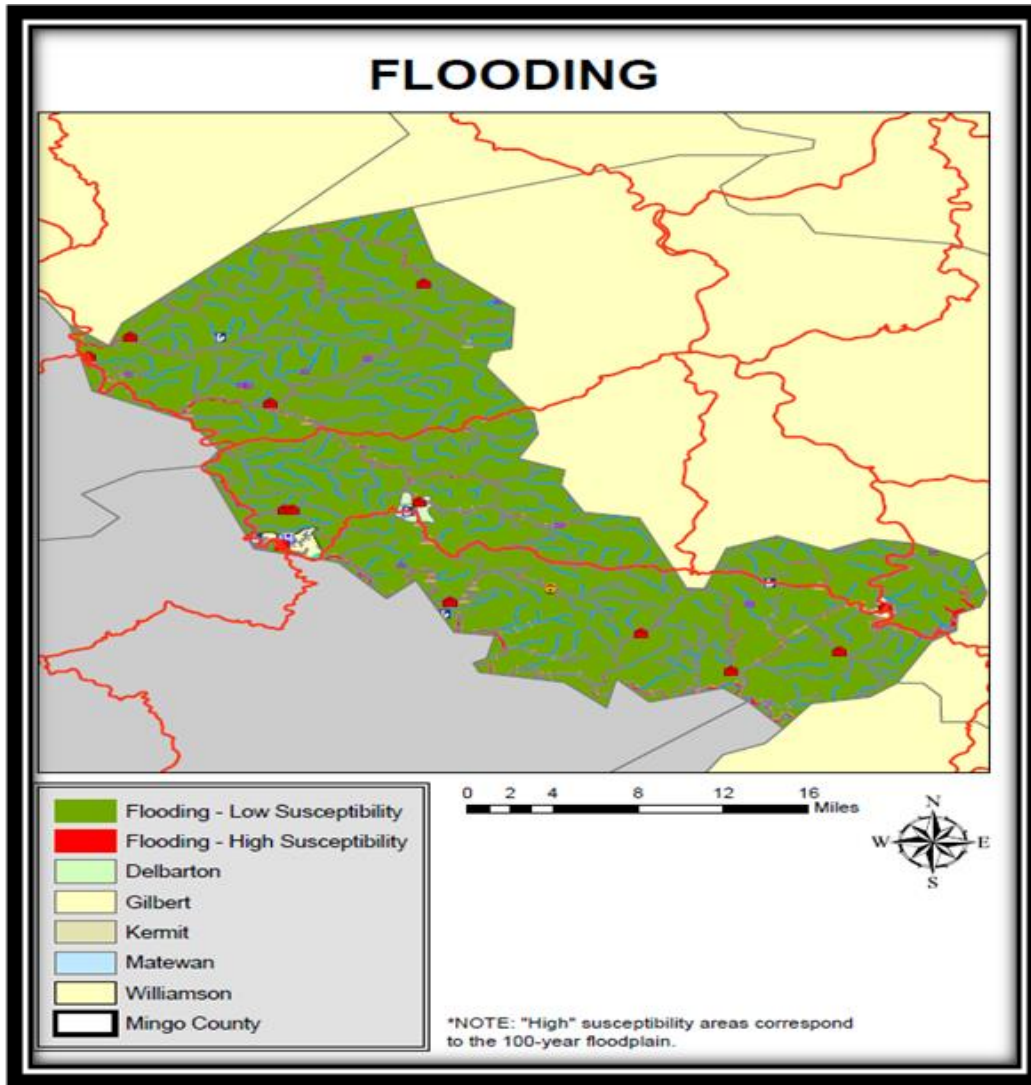 FLOODING
Flooding - Low Susceptibility
Flooding - High Susceptibility
Delbarton
Gilbert
Kermit
Matewan
Williamson
Mingo County
0 2 4 8 12 16
Miles
N
W E
S
*NOTE: "High" susceptibility areas correspond
to the 100-year floodplain.